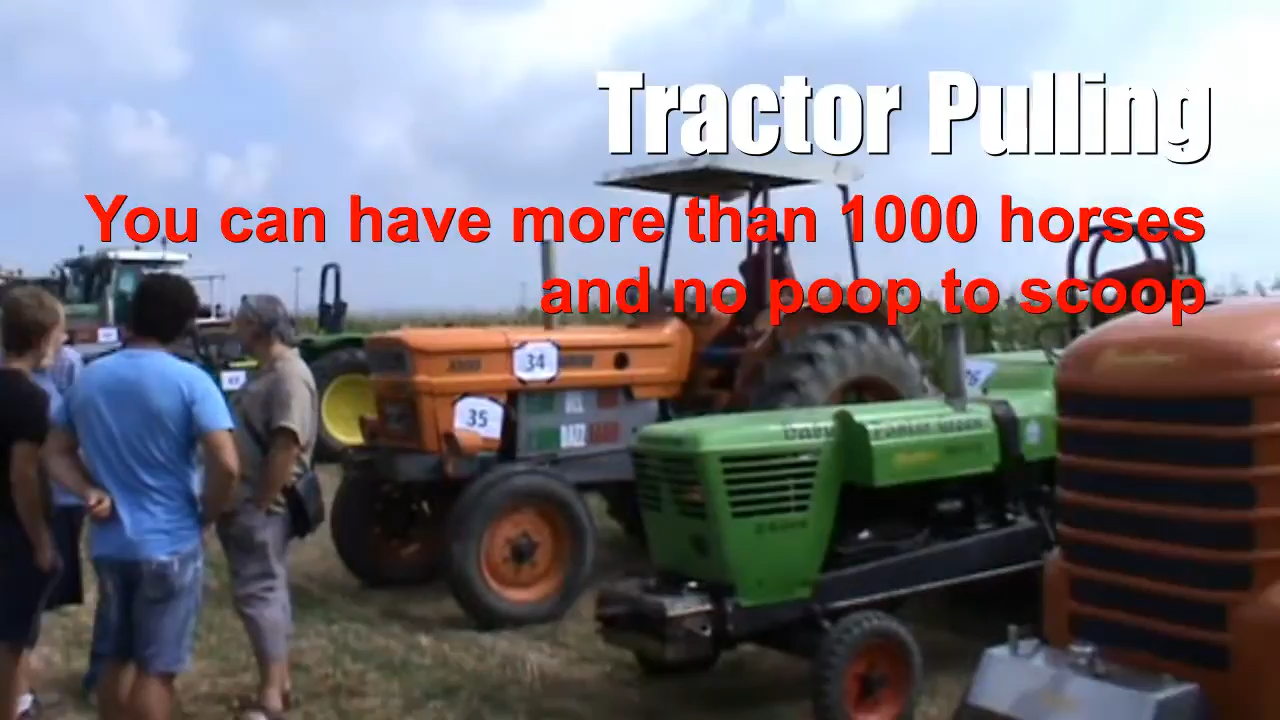 Tractor Pulling
You can have more than 1000 horses
and no poop to scoop
34
35